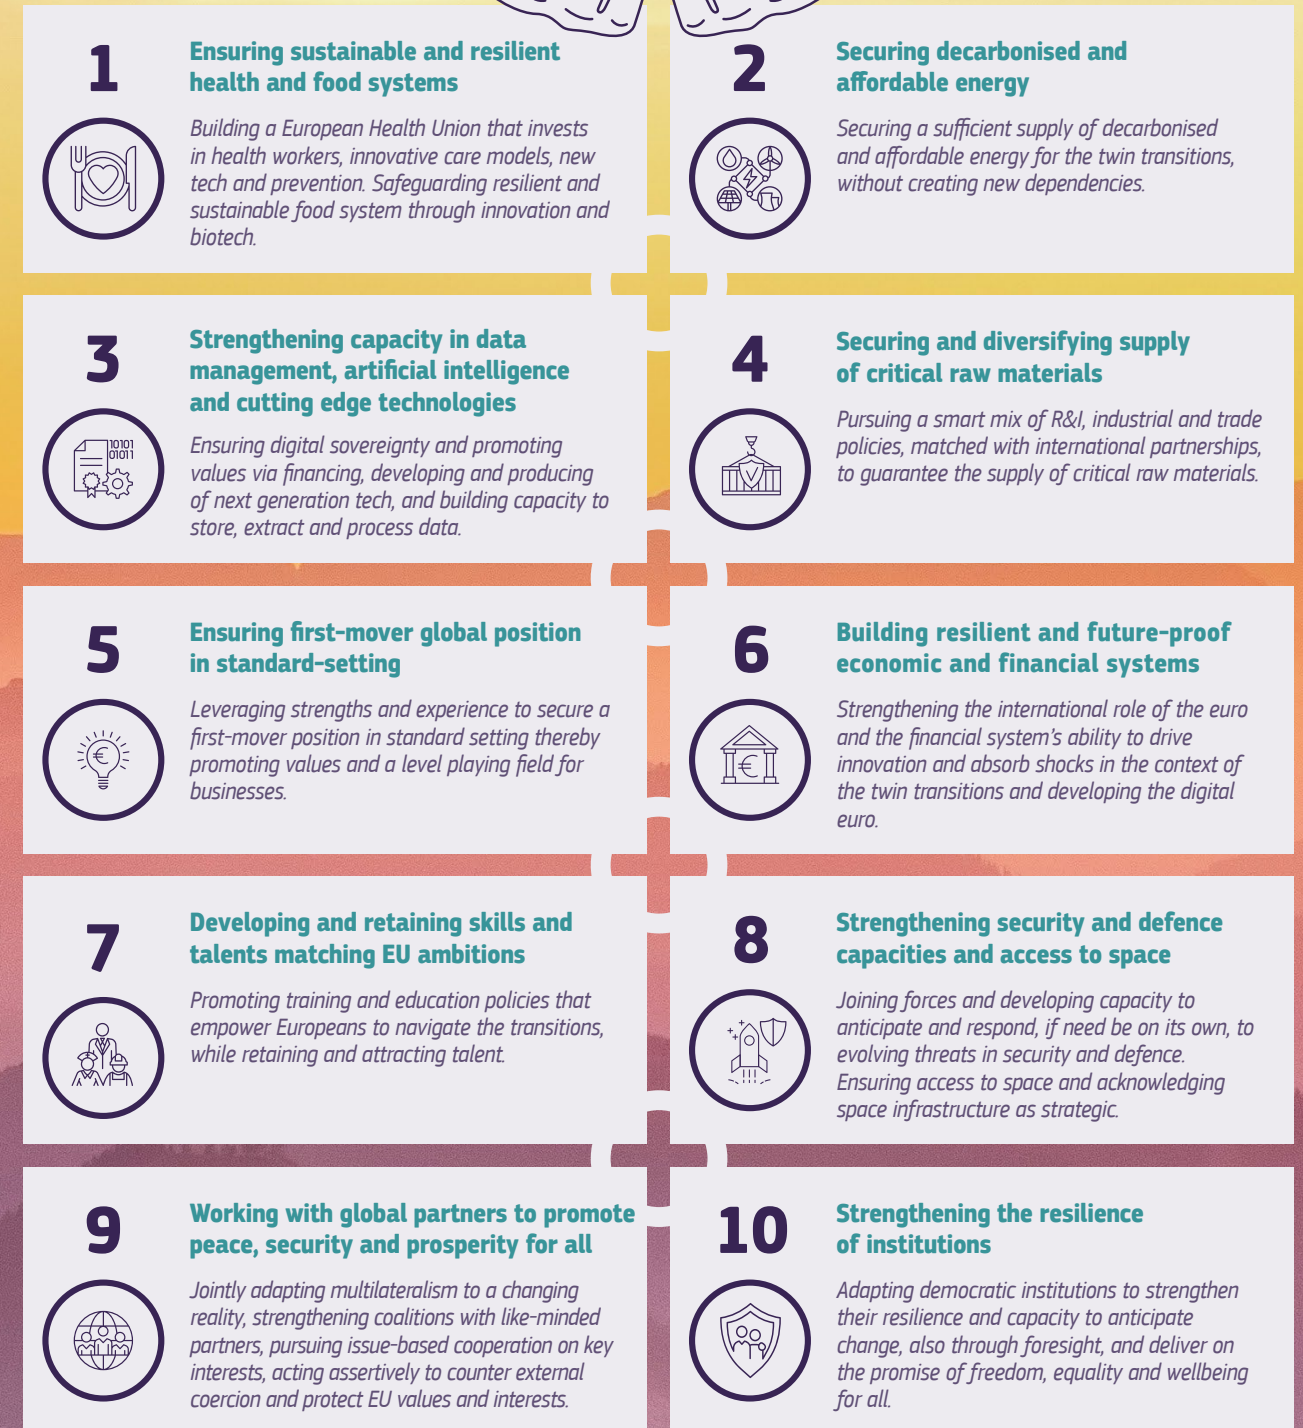 1
Ensuring sustainable and resilient
health and food systems
Building a European Health Union that invests
in health workers, innovative care models, new
tech and prevention. Safeguarding resilient and
sustainable food system through innovation and
biotech.
2
Securing decarbonised and
affordable energy
Securing a sufficient supply of decarbonised
and affordable energy for the twin transitions,
without creating new dependencies.
3
Strengthening capacity in data
management, artificial intelligence
and cutting edge technologies
10101
01011
Ensuring digital sovereignty and promoting
values via financing, developing and producing
of next generation tech, and building capacity to
store, extract and process data.
4
Securing and diversifying supply
of critical raw materials
Pursuing a smart mix of R&I, industrial and trade
policies, matched with international partnerships,
to guarantee the supply of critical raw materials.
5
Ensuring first-mover global position
in standard-setting
€
Leveraging strengths and experience to secure a
first-mover position in standard setting thereby
promoting values and a level playing field for
businesses.
6
Building resilient and future-proof
economic and financial systems
€
Strengthening the international role of the euro
and the financial system's ability to drive
innovation and absorb shocks in the context of
the twin transitions and developing the digital
euro.
7
Developing and retaining skills and
talents matching EU ambitions
Promoting training and education policies that
empower Europeans to navigate the transitions,
while retaining and attracting talent.
8
Strengthening security and defence
capacities and access to space
Joining forces and developing capacity to
anticipate and respond, if need be on its own, to
evolving threats in security and defence.
Ensuring access to space and acknowledging
space infrastructure as strategic.
9
Working with global partners to promote
peace, security and prosperity for all
Jointly adapting multilateralism to a changing
reality, strengthening coalitions with like-minded
partners, pursuing issue-based cooperation on key
interests, acting assertively to counter external
coercion and protect EU values and interests.
10
Strengthening the resilience
of institutions
Adapting democratic institutions to strengthen
their resilience and capacity to anticipate
change, also through foresight, and deliver on
the promise of freedom, equality and wellbeing
for all.